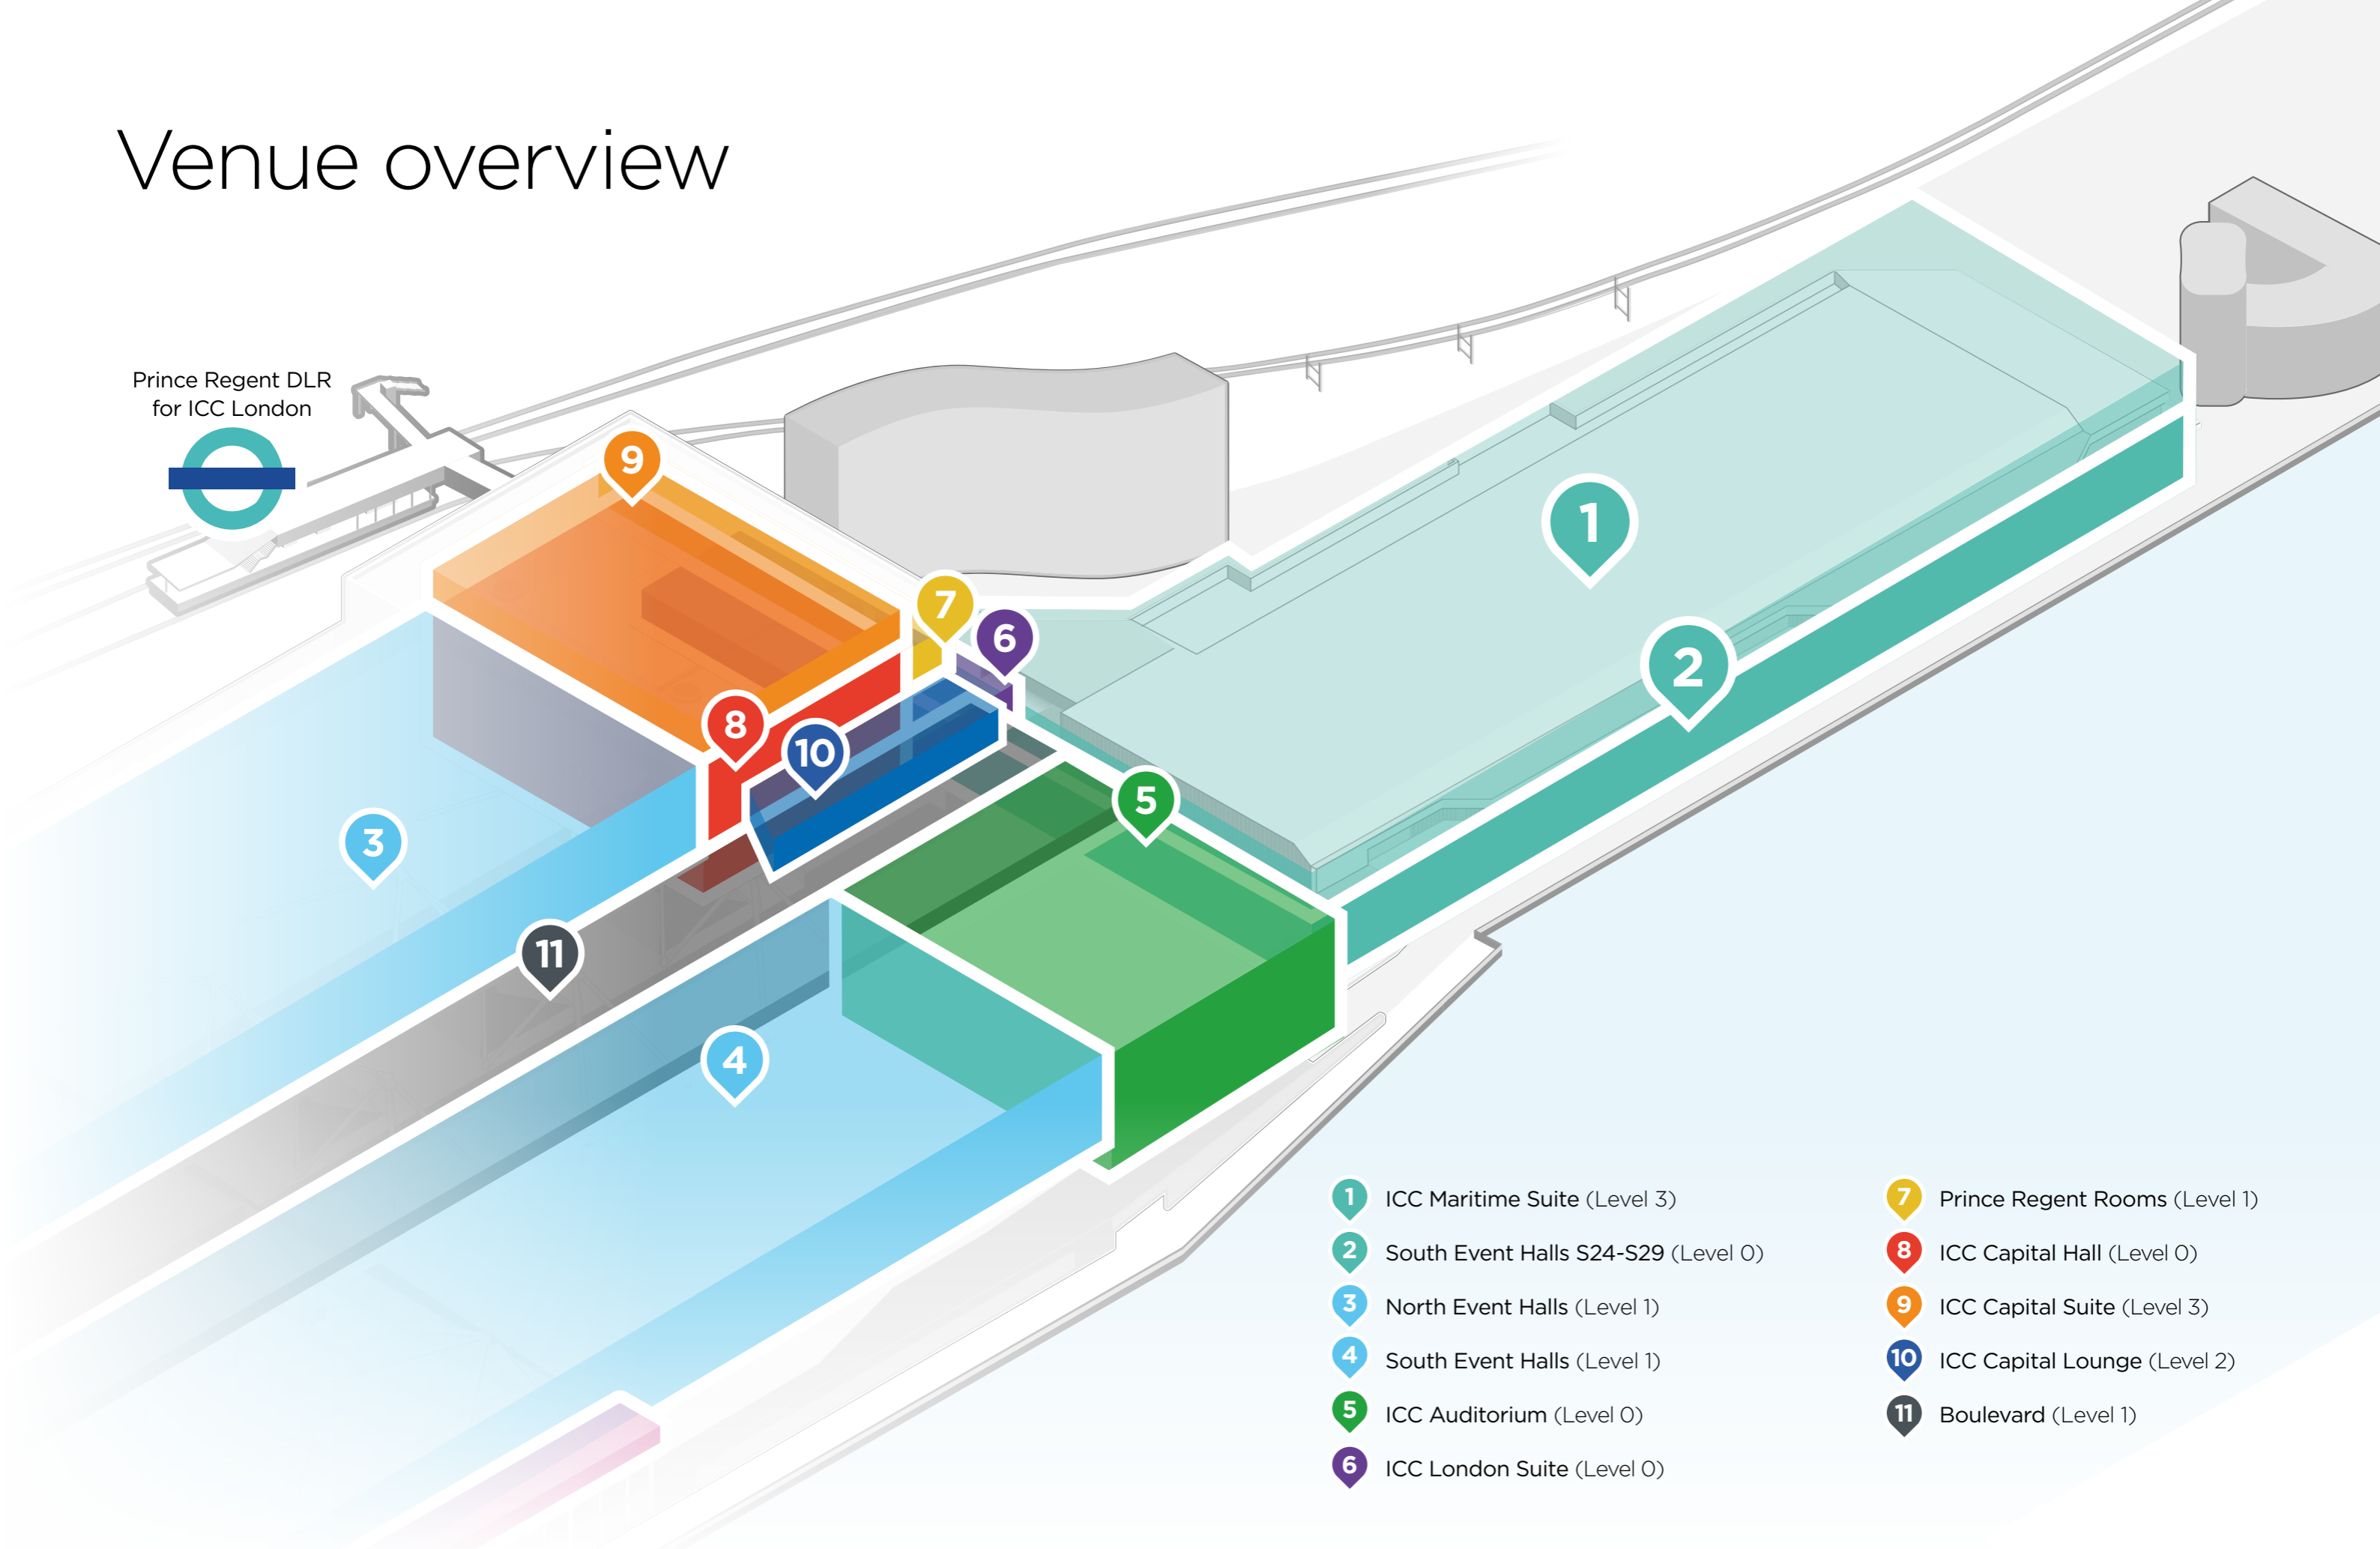 Venue overview
Prince Regent DLR
for ICC London
9
7
6
1
2
8
10
5
3
11
4
1 ICC Maritime Suite (Level 3)
2 South Event Halls S24-S29 (Level 0)
3 North Event Halls (Level 1)
4 South Event Halls (Level 1)
5 ICC Auditorium (Level 0)
6 ICC London Suite (Level 0)
7 Prince Regent Rooms (Level 1)
8 ICC Capital Hall (Level 0)
9 ICC Capital Suite (Level 3)
10 ICC Capital Lounge (Level 2)
11 Boulevard (Level 1)